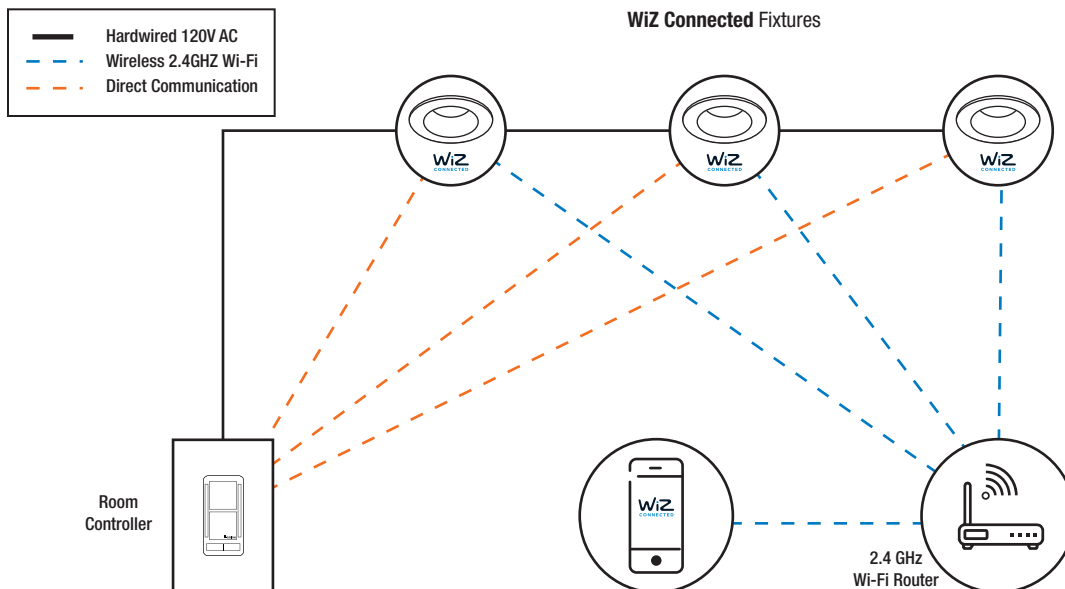 WiZ Connected Fixtures
Hardwired 120V AC
Wireless 2.4GHZ Wi-Fi
Direct Communication
WiZ
CONNECTED
WiZ
CONNECTED
WiZ
CONNECTED
Room
Controller
WiZ
CONNECTED
2.4 GHz
Wi-Fi Router